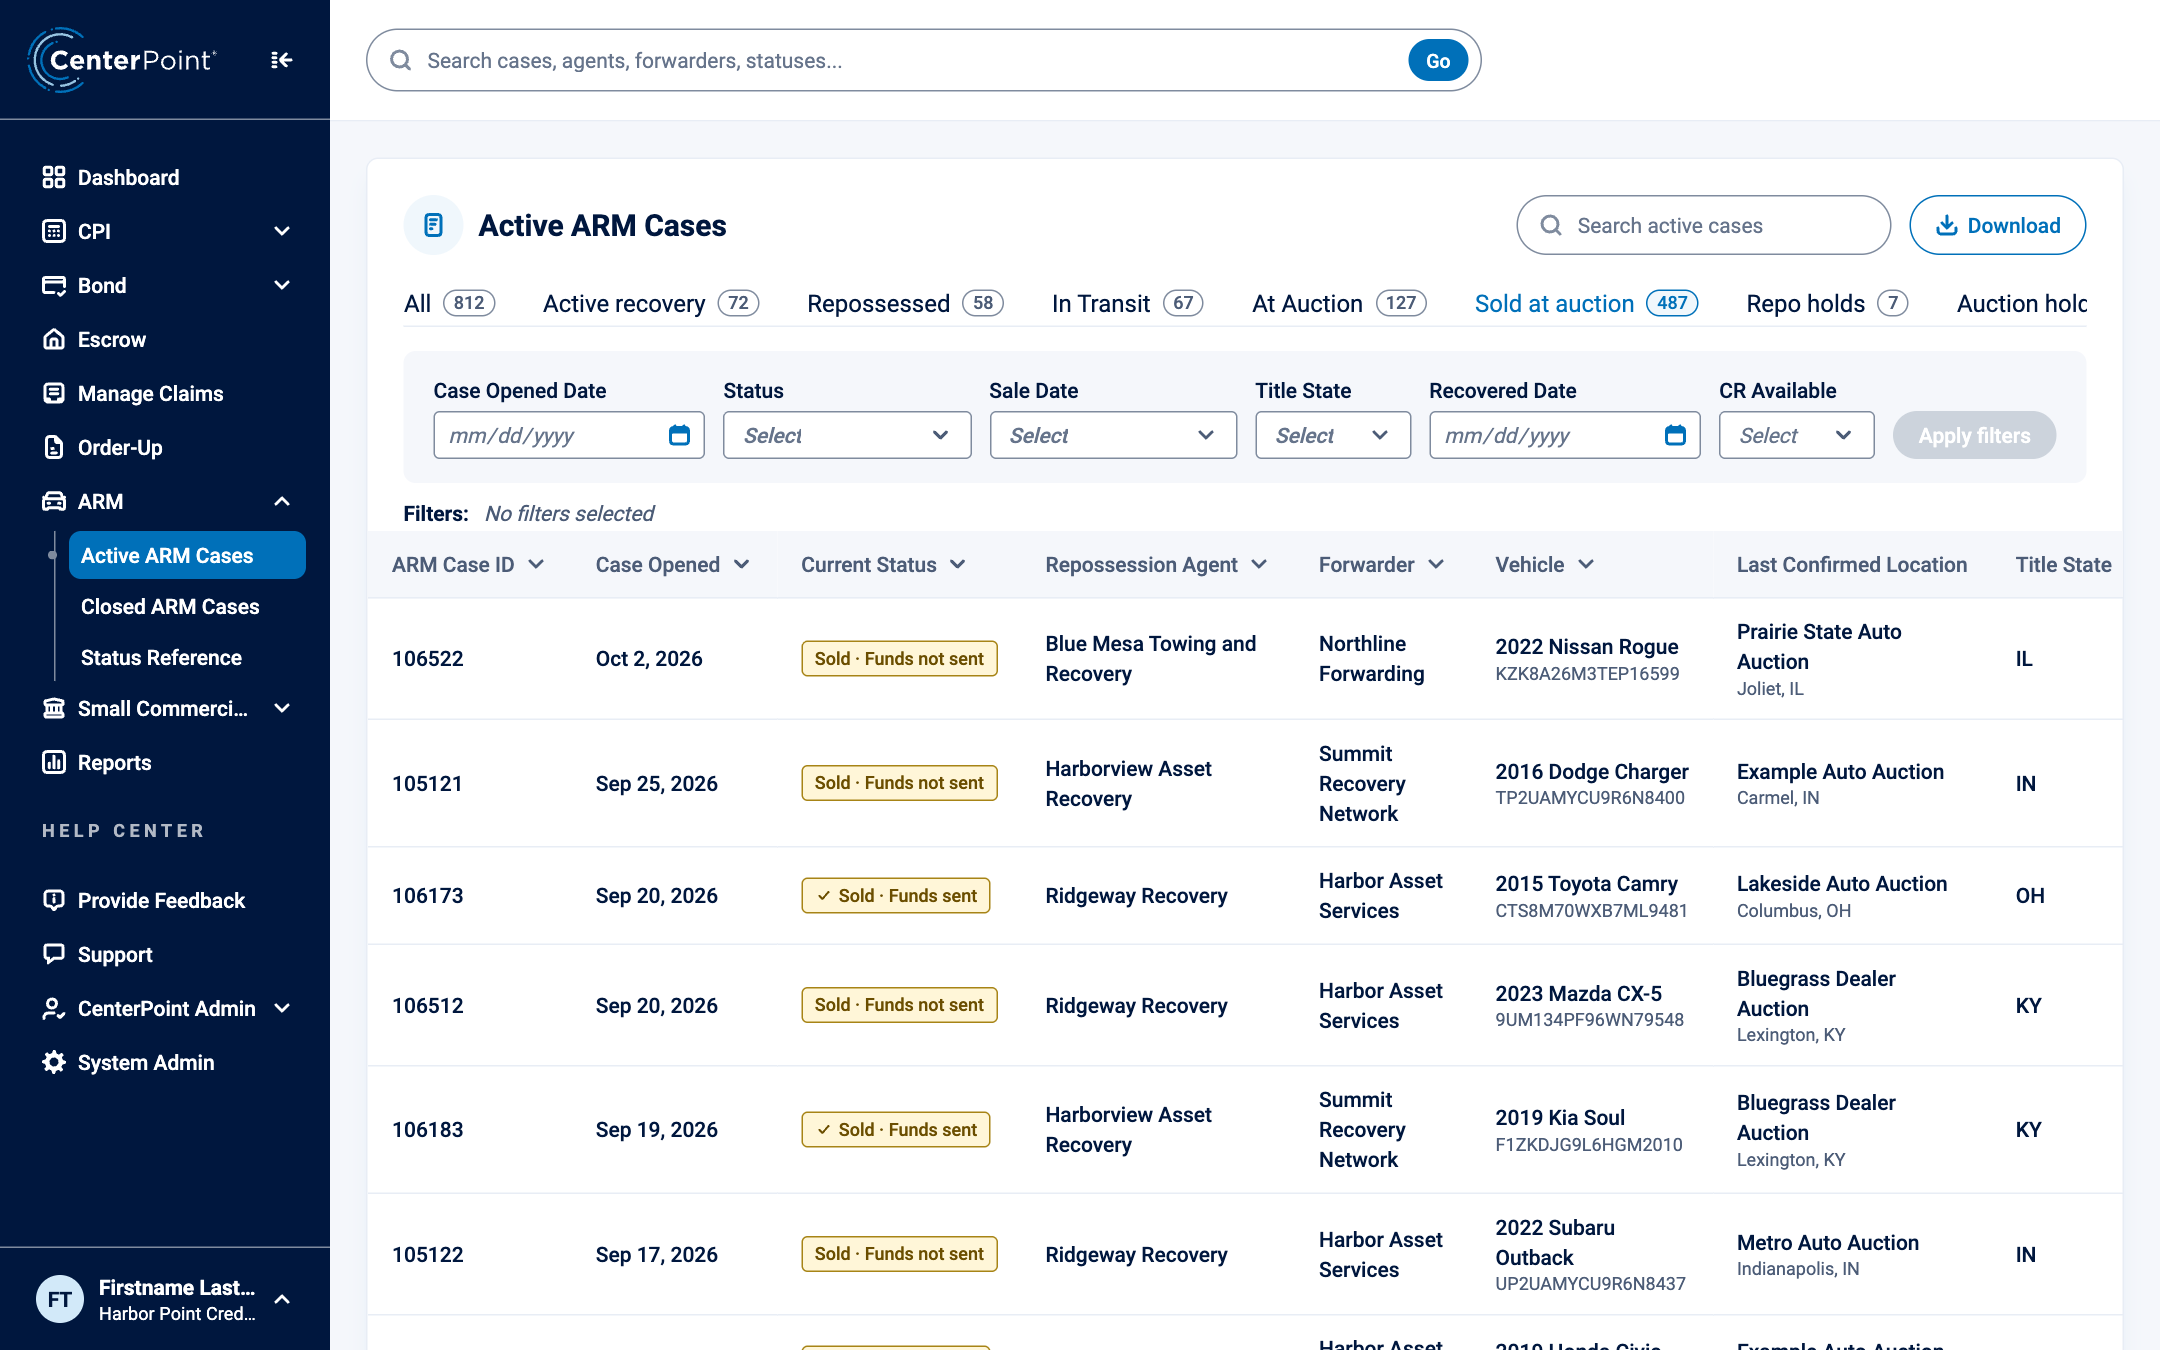 CenterPoint
Search cases, agents, forwarders, statuses...
Go
Dashboard
CPI
Bond
Escrow
Manage Claims
Order-Up
ARM
Active ARM Cases
Closed ARM Cases
Status Reference
Small Commerci...
Reports
HELP CENTER
Provide Feedback
Support
CenterPoint Admin
System Admin
FT
Firstname Last...
Harbor Point Cred...
Active ARM Cases
Search active cases
Download
All 812 Active recovery 72 Repossessed 58 In Transit 67 At Auction 127 Sold at auction 487 Repo holds 7 Auction hold
Case Opened Date Status Sale Date Title State Recovered Date CR Available
mm/dd/yyyy Select Select Select mm/dd/yyyy Select Apply filters
Filters: No filters selected
ARM Case ID Case Opened Current Status Repossession Agent Forwarder Vehicle Last Confirmed Location Title State
106522 Oct 2, 2026 Sold · Funds not sent
Blue Mesa Towing and
Recovery
Northline
Forwarding
2022 Nissan Rogue
KZK8A26M3TEP16599
Prairie State Auto
Auction
Joliet, IL
IL
105121 Sep 25, 2026 Sold · Funds not sent
Harborview Asset
Recovery
Summit
Recovery
Network
2016 Dodge Charger
TP2UAMYCU9R6N8400
Example Auto Auction
Carmel, IN
IN
106173 Sep 20, 2026 Sold · Funds sent
Ridgeway Recovery
Harbor Asset
Services
2015 Toyota Camry
CTS8M70WXB7ML9481
Lakeside Auto Auction
Columbus, OH
OH
106512 Sep 20, 2026 Sold · Funds not sent
Ridgeway Recovery
Harbor Asset
Services
2023 Mazda CX-5
9UM134PF96WN79548
Bluegrass Dealer
Auction
Lexington, KY
KY
106183 Sep 19, 2026 Sold · Funds sent
Harborview Asset
Recovery
Summit
Recovery
Network
2019 Kia Soul
F1ZKDJG9L6HGM2010
Bluegrass Dealer
Auction
Lexington, KY
KY
105122 Sep 17, 2026 Sold · Funds not sent
Ridgeway Recovery
Harbor Asset
Services
2022 Subaru
Outback
UP2UAMYCU9R6N8437
Metro Auto Auction
Indianapolis, IN
IN
Harbor Asset
2019 Honda Civic
Example Auto Auction